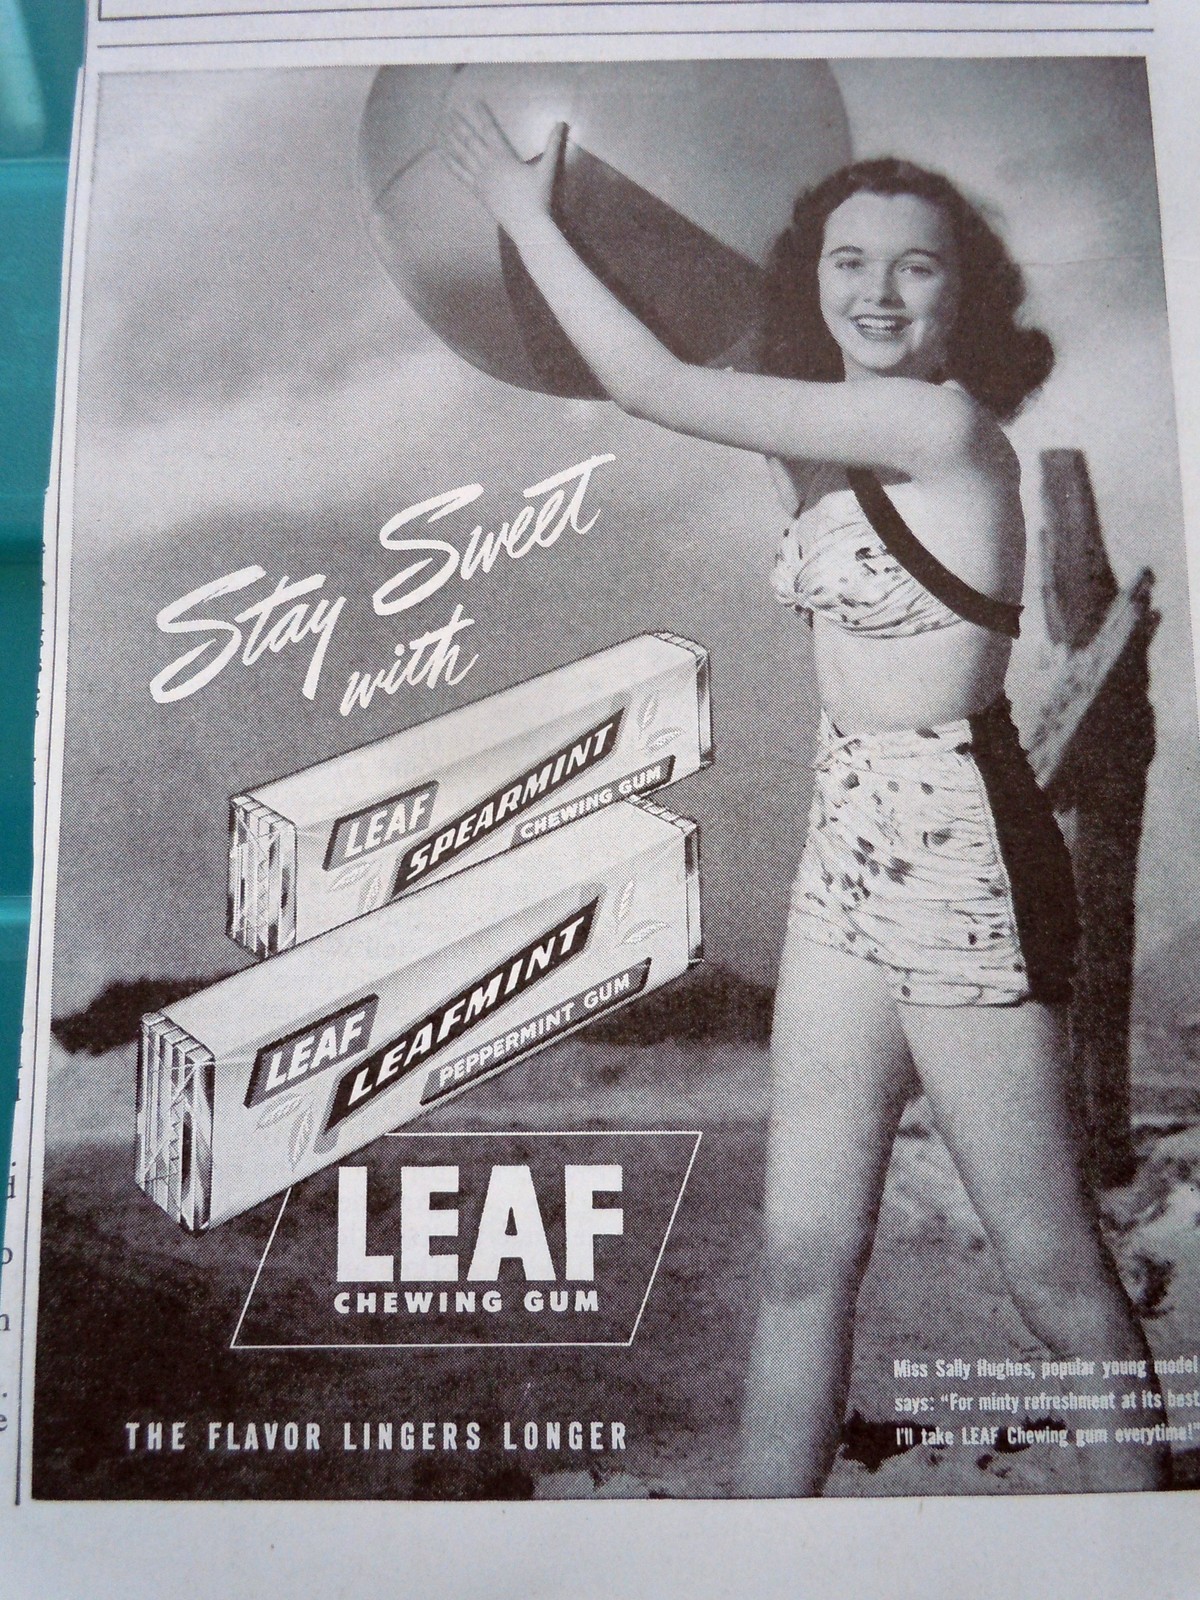 Stay Sweet
with
LEAF
SPEARMINT
CHEWING GUM
LEAF
LEAFMINT
PEPPERMINT GUM
LEAF
CHEWING GUM
THE FLAVOR LINGERS LONGER
Miss Sally Hughes, popular young model
says: "For minty refreshment at its best
I'll take LEAF Chewing gum everytime!"